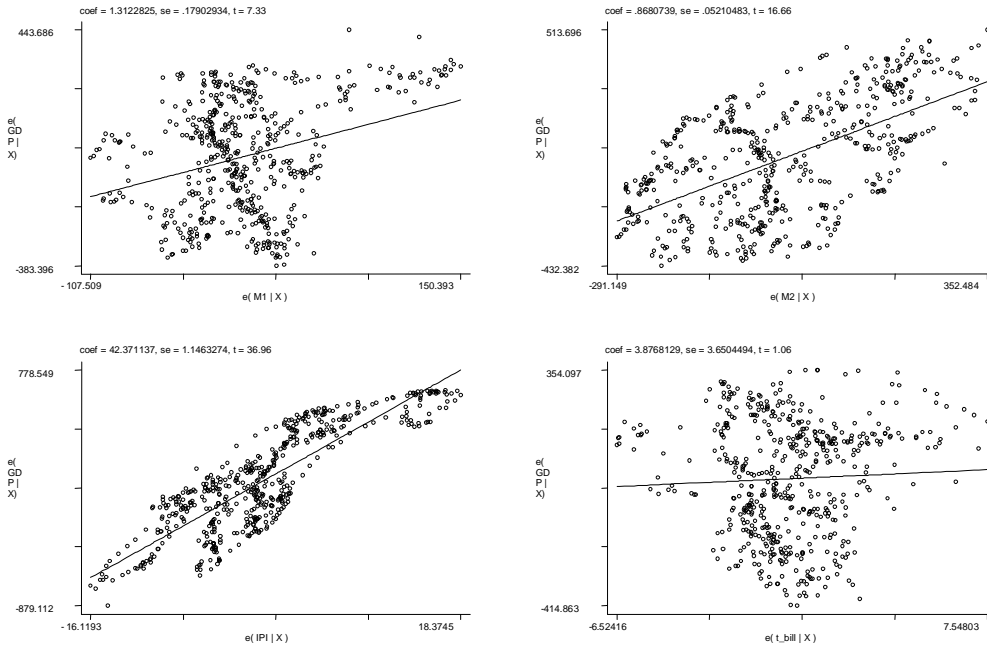 coef = 1.3122825, se = .17902934, t = 7.33
443.686
e(
GD
P |
X)
-383.396
-107.509
150.393
e( M1 | X )
coef = .8680739, se = .05210483, t = 16.66
513.696
e(
GD
P |
X)
-432.382
-291.149
352.484
e( M2 | X )
coef = 42.371137, se = 1.1463274, t = 36.96
778.549
e(
GD
P |
X)
-879.112
-16.1193
18.3745
e( IPI | X )
coef = 3.8768129, se = 3.6504494, t = 1.06
354.097
e(
GD
P |
X)
-414.863
-6.52416
7.54803
e( t_bill | X )